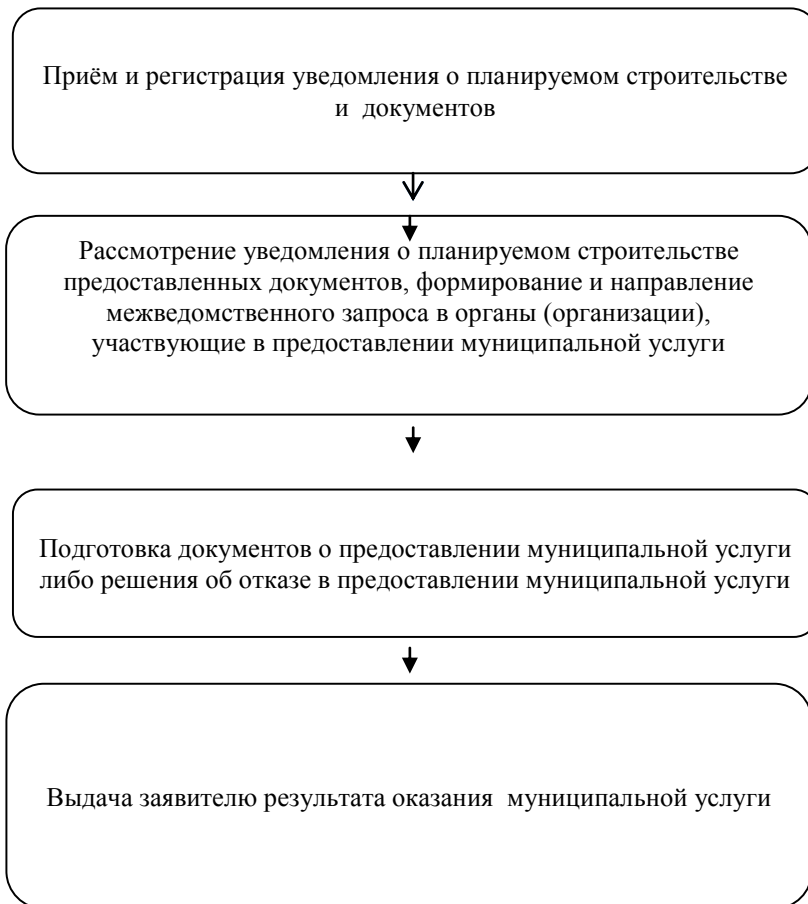 Приём и регистрация уведомления о планируемом строительстве
и документов
Рассмотрение уведомления о планируемом строительстве
предоставленных документов, формирование и направление
межведомственного запроса в органы (организации),
участвующие в предоставлении муниципальной услуги
Подготовка документов о предоставлении муниципальной услуги
либо решения об отказе в предоставлении муниципальной услуги
Выдача заявителю результата оказания муниципальной услуги